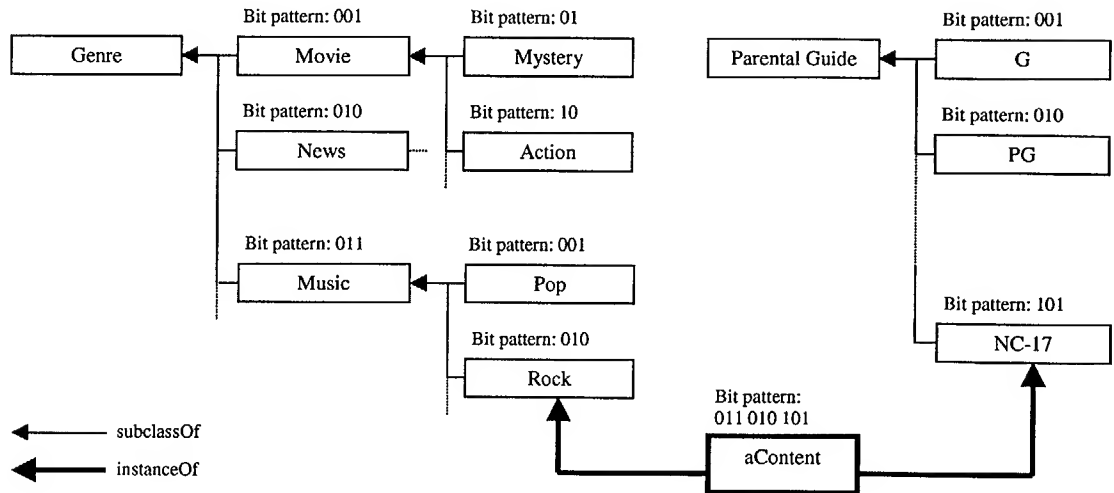 Bit pattern: 001
Bit pattern: 01
Bit pattern: 001
Genre
Movie
Mystery
Parental Guide
G
Bit pattern: 010
Bit pattern: 10
Bit pattern: 010
News
Action
PG
Bit pattern: 011
Bit pattern: 001
Music
Pop
Bit pattern: 101
Bit pattern: 010
NC-17
Rock
Bit pattern:
011 010 101
subclassOf
aContent
instanceOf